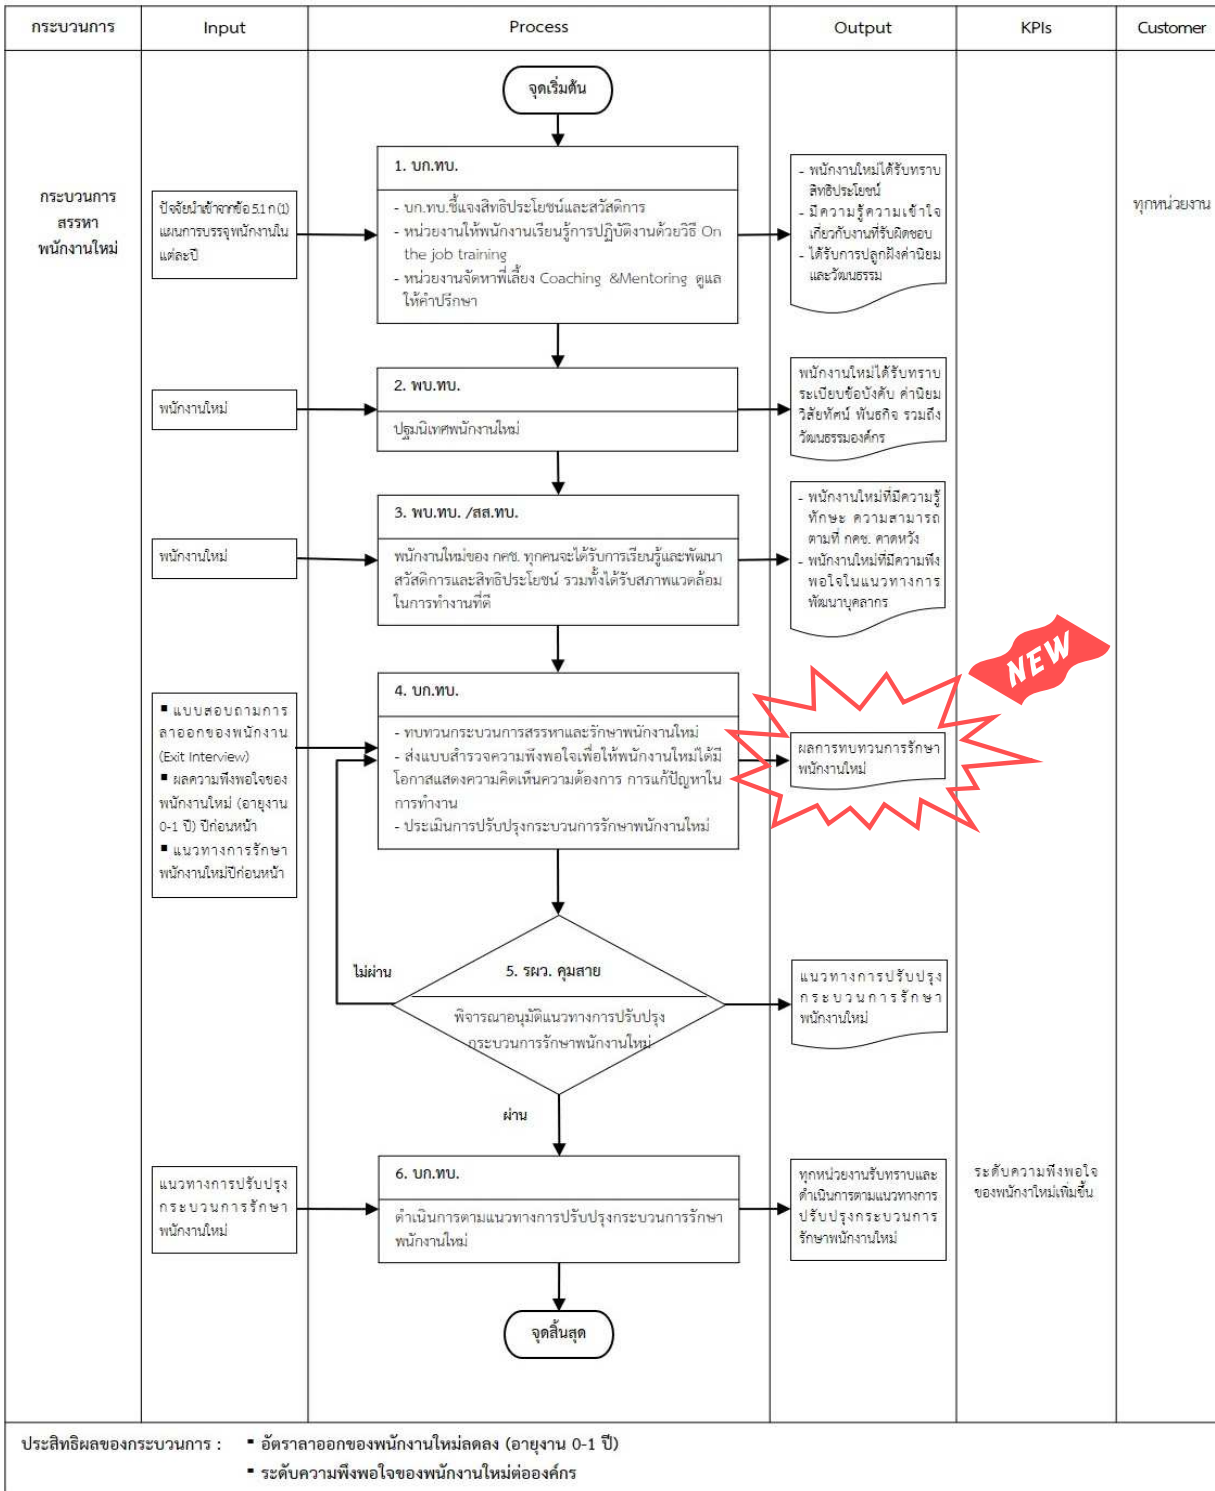 กระบวนการ
Input
Process
Output
KPIs
Customer
กระบวนการ
สรรหา
พนักงานใหม่
ปัจจัยนำเข้าจากข้อ 5.1 ก (1)
แผนการบรรจุพนักงานใน
แต่ละปี
จุดเริ่มต้น
1. บก.ทบ.
- บก.ทบ.ชี้แจงสิทธิประโยชน์และสวัสดิการ
- หน่วยงานให้พนักงานเรียนรู้การปฏิบัติงานด้วยวิธี On
the job training
- หน่วยงานจัดหาพี่เลี้ยง Coaching &Mentoring ดูแล
ให้คำปรึกษา
- พนักงานใหม่ได้รับทราบ
สิทธิประโยชน์
- มีความรู้ความเข้าใจ
เกี่ยวกับงานที่รับผิดชอบ
- ได้รับการปลูกฝังค่านิยม
และวัฒนธรรม
ทุกหน่วยงาน
พนักงานใหม่
2. พบ.ทบ.
ปฐมนิเทศพนักงานใหม่
พนักงานใหม่ได้รับทราบ
ระเบียบข้อบังคับ ค่านิยม
วิสัยทัศน์ พันธกิจ รวมถึง
วัฒนธรรมองค์กร
พนักงานใหม่
3. พบ.ทบ. /สส.ทบ.
พนักงานใหม่ของ กคช. ทุกคนจะได้รับการเรียนรู้และพัฒนา
สวัสดิการและสิทธิประโยชน์ รวมทั้งได้รับสภาพแวดล้อม
ในการทำงานที่ดี
- พนักงานใหม่ที่มีความรู้
ทักษะ ความสามารถ
ตามที่ กคช. คาดหวัง
- พนักงานใหม่ที่มีความพึง
พอใจในแนวทางการ
พัฒนาบุคลากร
NEW
▪ แบบสอบถามการ
ลาออกของพนักงาน
(Exit Interview)
▪ ผลความพึงพอใจของ
พนักงานใหม่ (อายุงาน
0-1 ปี) ปีก่อนหน้า
▪ แนวทางการรักษา
พนักงานใหม่ปีก่อนหน้า
4. บก.ทบ.
- ทบทวนกระบวนการสรรหาและรักษาพนักงานใหม่
- ส่งแบบสำรวจความพึงพอใจเพื่อให้พนักงานใหม่ได้มี
โอกาสแสดงความคิดเห็นความต้องการ การแก้ปัญหาใน
การทำงาน
- ประเมินการปรับปรุงกระบวนการรักษาพนักงานใหม่
ผลการทบทวนการรักษา
พนักงานใหม่
ไม่ผ่าน
5. รผว. คุมสาย
พิจารณาอนุมัติแนวทางการปรับปรุง
กระบวนการรักษาพนักงานใหม่
แนวทางการปรับปรุง
กระบวนการรักษา
พนักงานใหม่
ผ่าน
แนวทางการปรับปรุง
กระบวนการรักษา
พนักงานใหม่
6. บก.ทบ.
ดำเนินการตามแนวทางการปรับปรุงกระบวนการรักษา
พนักงานใหม่
ทุกหน่วยงานรับทราบและ
ดำเนินการตามแนวทางการ
ปรับปรุงกระบวนการ
รักษาพนักงานใหม่
ระดับความพึงพอใจ
ของพนักงาใหม่เพิ่มขึ้น
จุดสิ้นสุด
ประสิทธิผลของกระบวนการ : ▪ อัตราลาออกของพนักงานใหม่ลดลง (อายุงาน 0-1 ปี)
▪ ระดับความพึงพอใจของพนักงานใหม่ต่อองค์กร